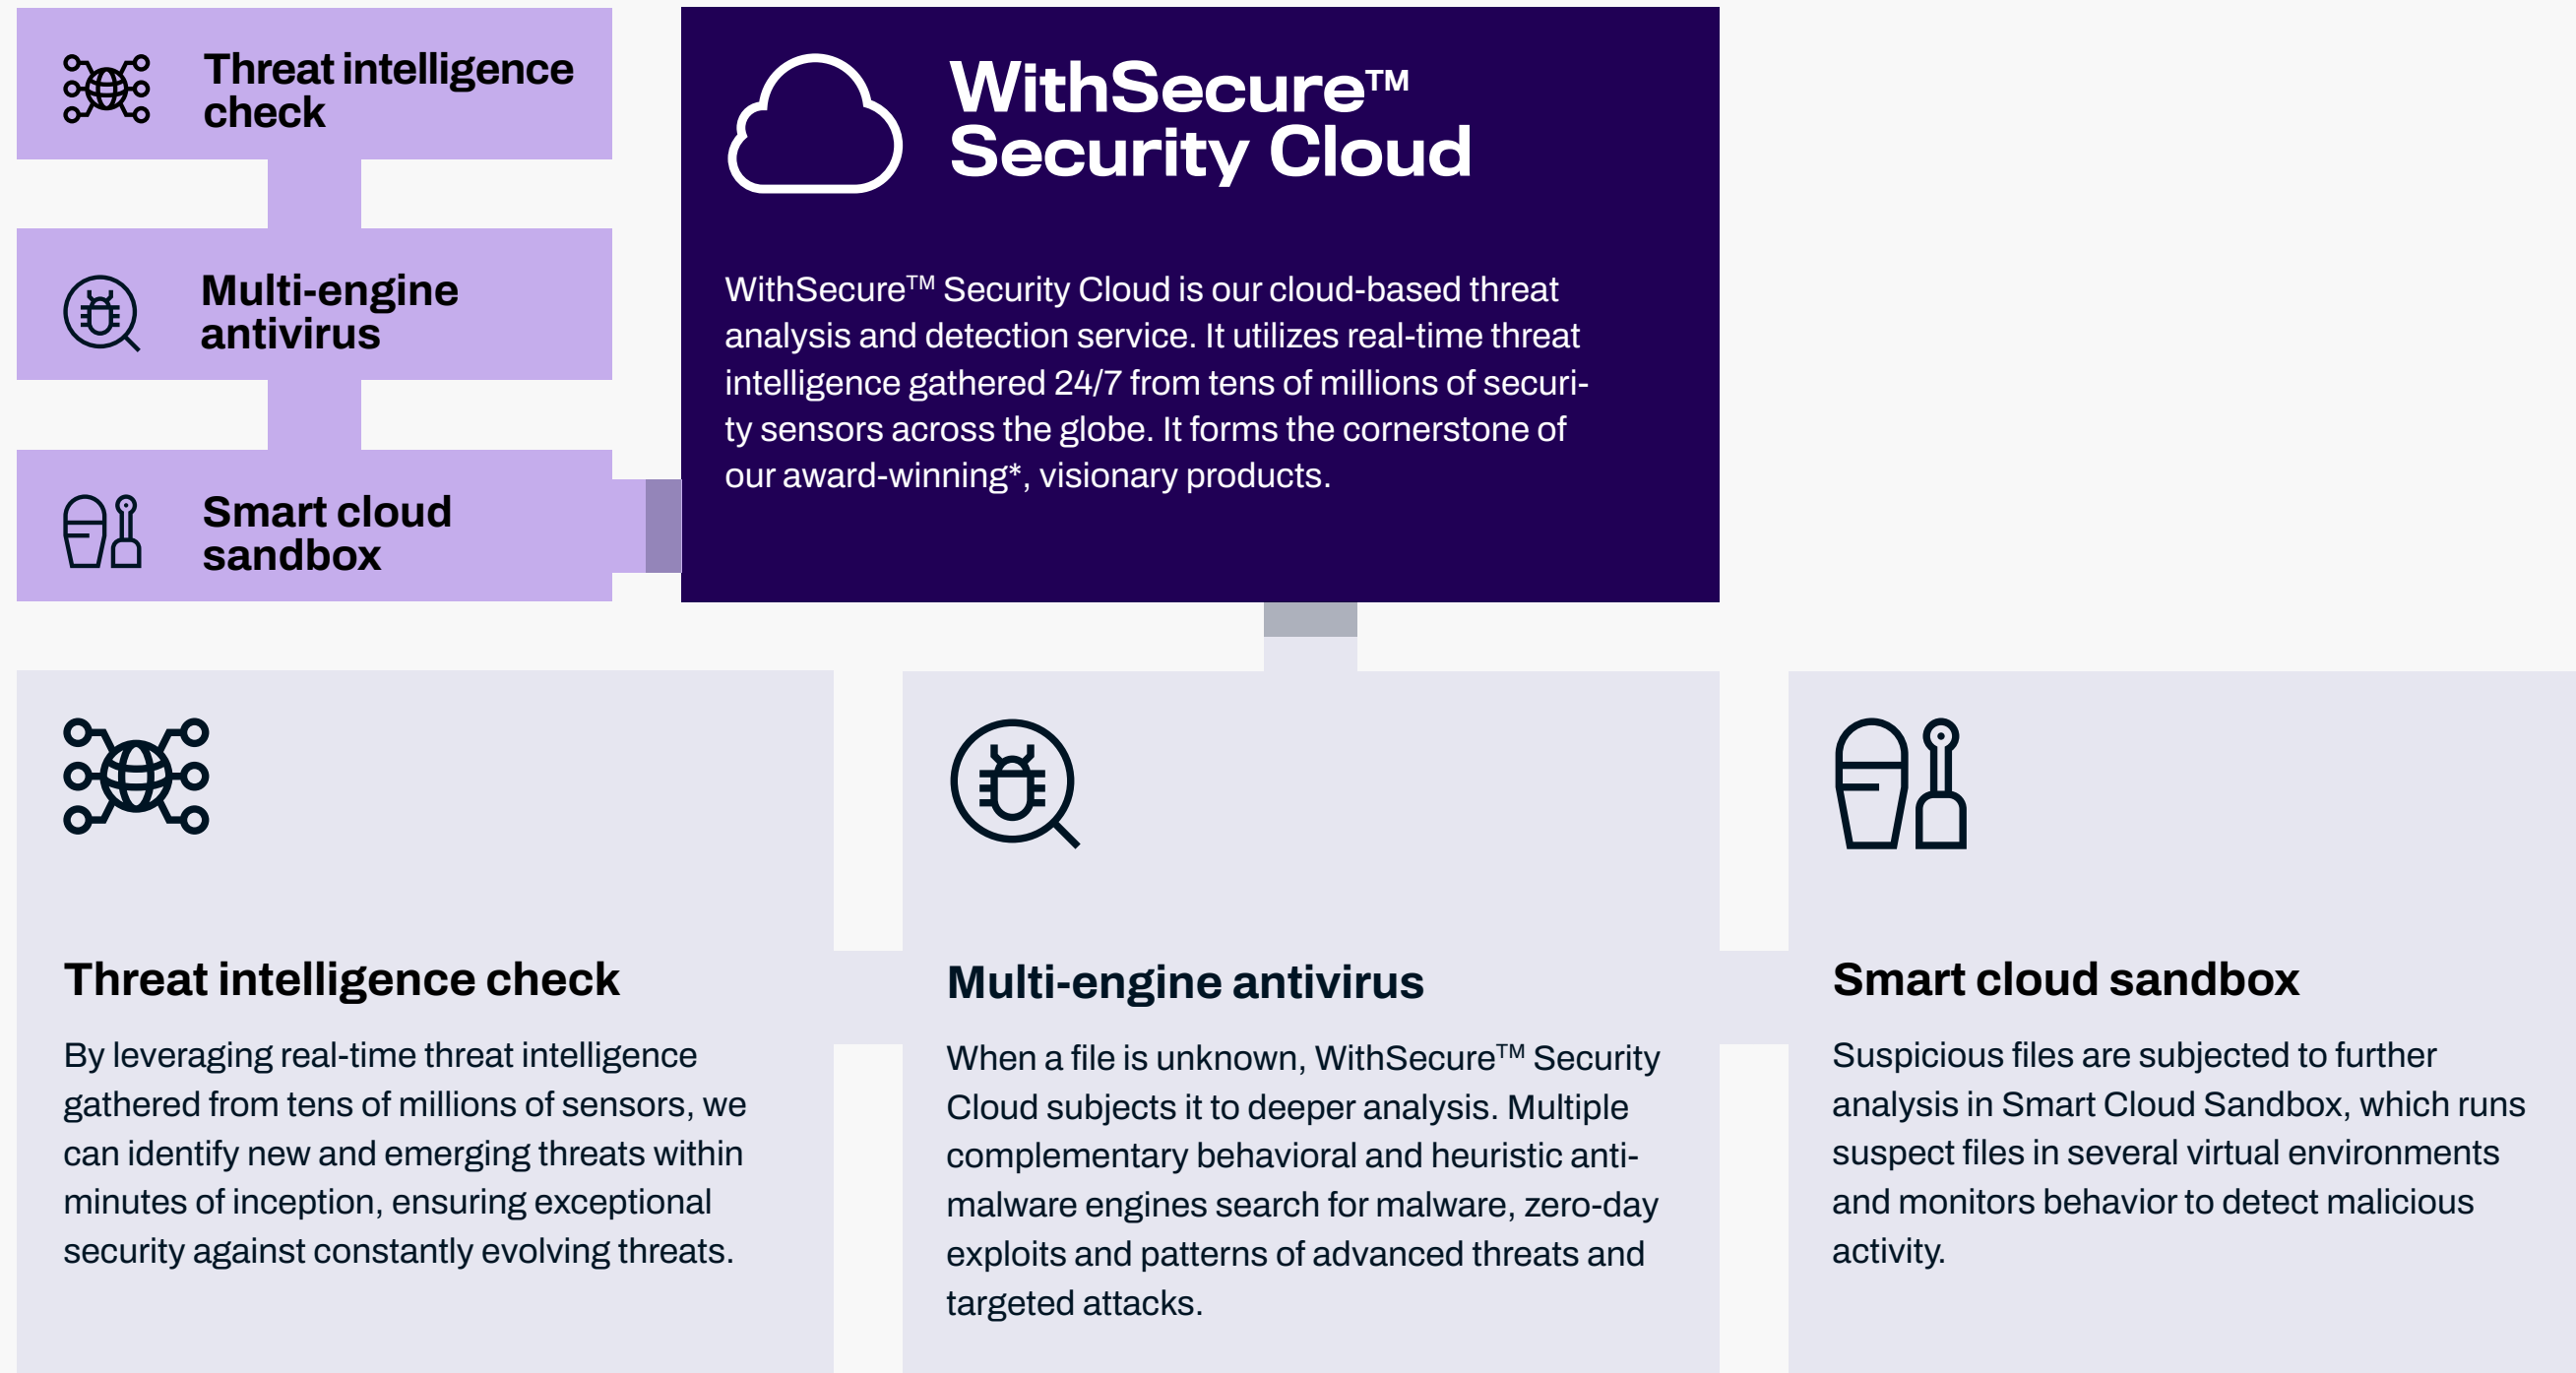 Threat intelligence
check
Multi-engine
antivirus
Smart cloud
sandbox
WithSecure™
Security Cloud
WithSecure™ Security Cloud is our cloud-based threat
analysis and detection service. It utilizes real-time threat
intelligence gathered 24/7 from tens of millions of securi-
ty sensors across the globe. It forms the cornerstone of
our award-winning*, visionary products.
Threat intelligence check
By leveraging real-time threat intelligence
gathered from tens of millions of sensors, we
can identify new and emerging threats within
minutes of inception, ensuring exceptional
security against constantly evolving threats.
Multi-engine antivirus
When a file is unknown, WithSecure™ Security
Cloud subjects it to deeper analysis. Multiple
complementary behavioral and heuristic anti-
malware engines search for malware, zero-day
exploits and patterns of advanced threats and
targeted attacks.
Smart cloud sandbox
Suspicious files are subjected to further
analysis in Smart Cloud Sandbox, which runs
suspect files in several virtual environments
and monitors behavior to detect malicious
activity.